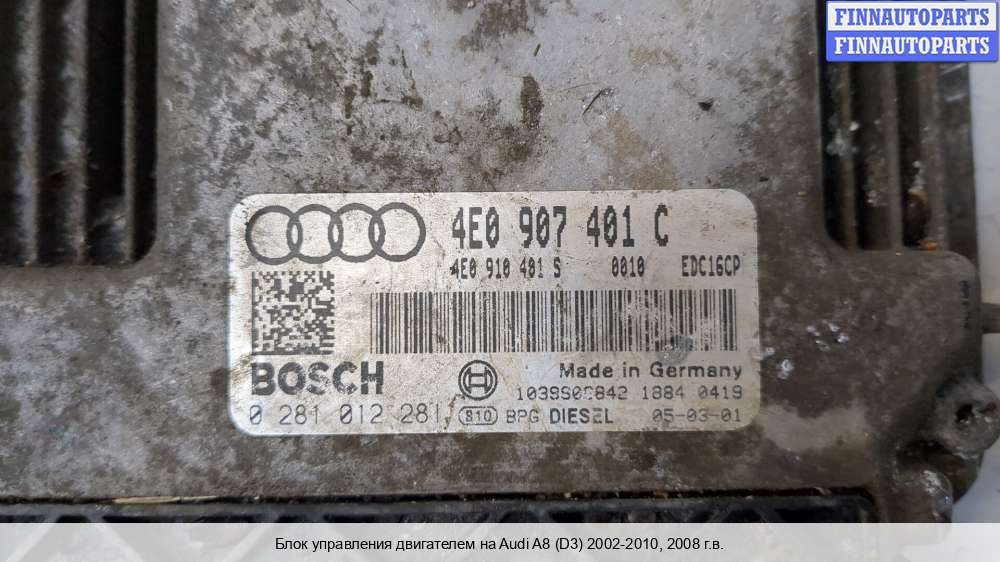 FINNAUTOPARTS
FINNAUTOPARTS
4E0 907 401 C
4E0 910 401 S 0010 EDC16CP
BOSCH
Made in Germany
1884 0419
0 281 012 281 810 BPG DIESEL 05-03-01
Блок управления двигателем на Audi A8 (D3) 2002-2010, 2008 г.в.